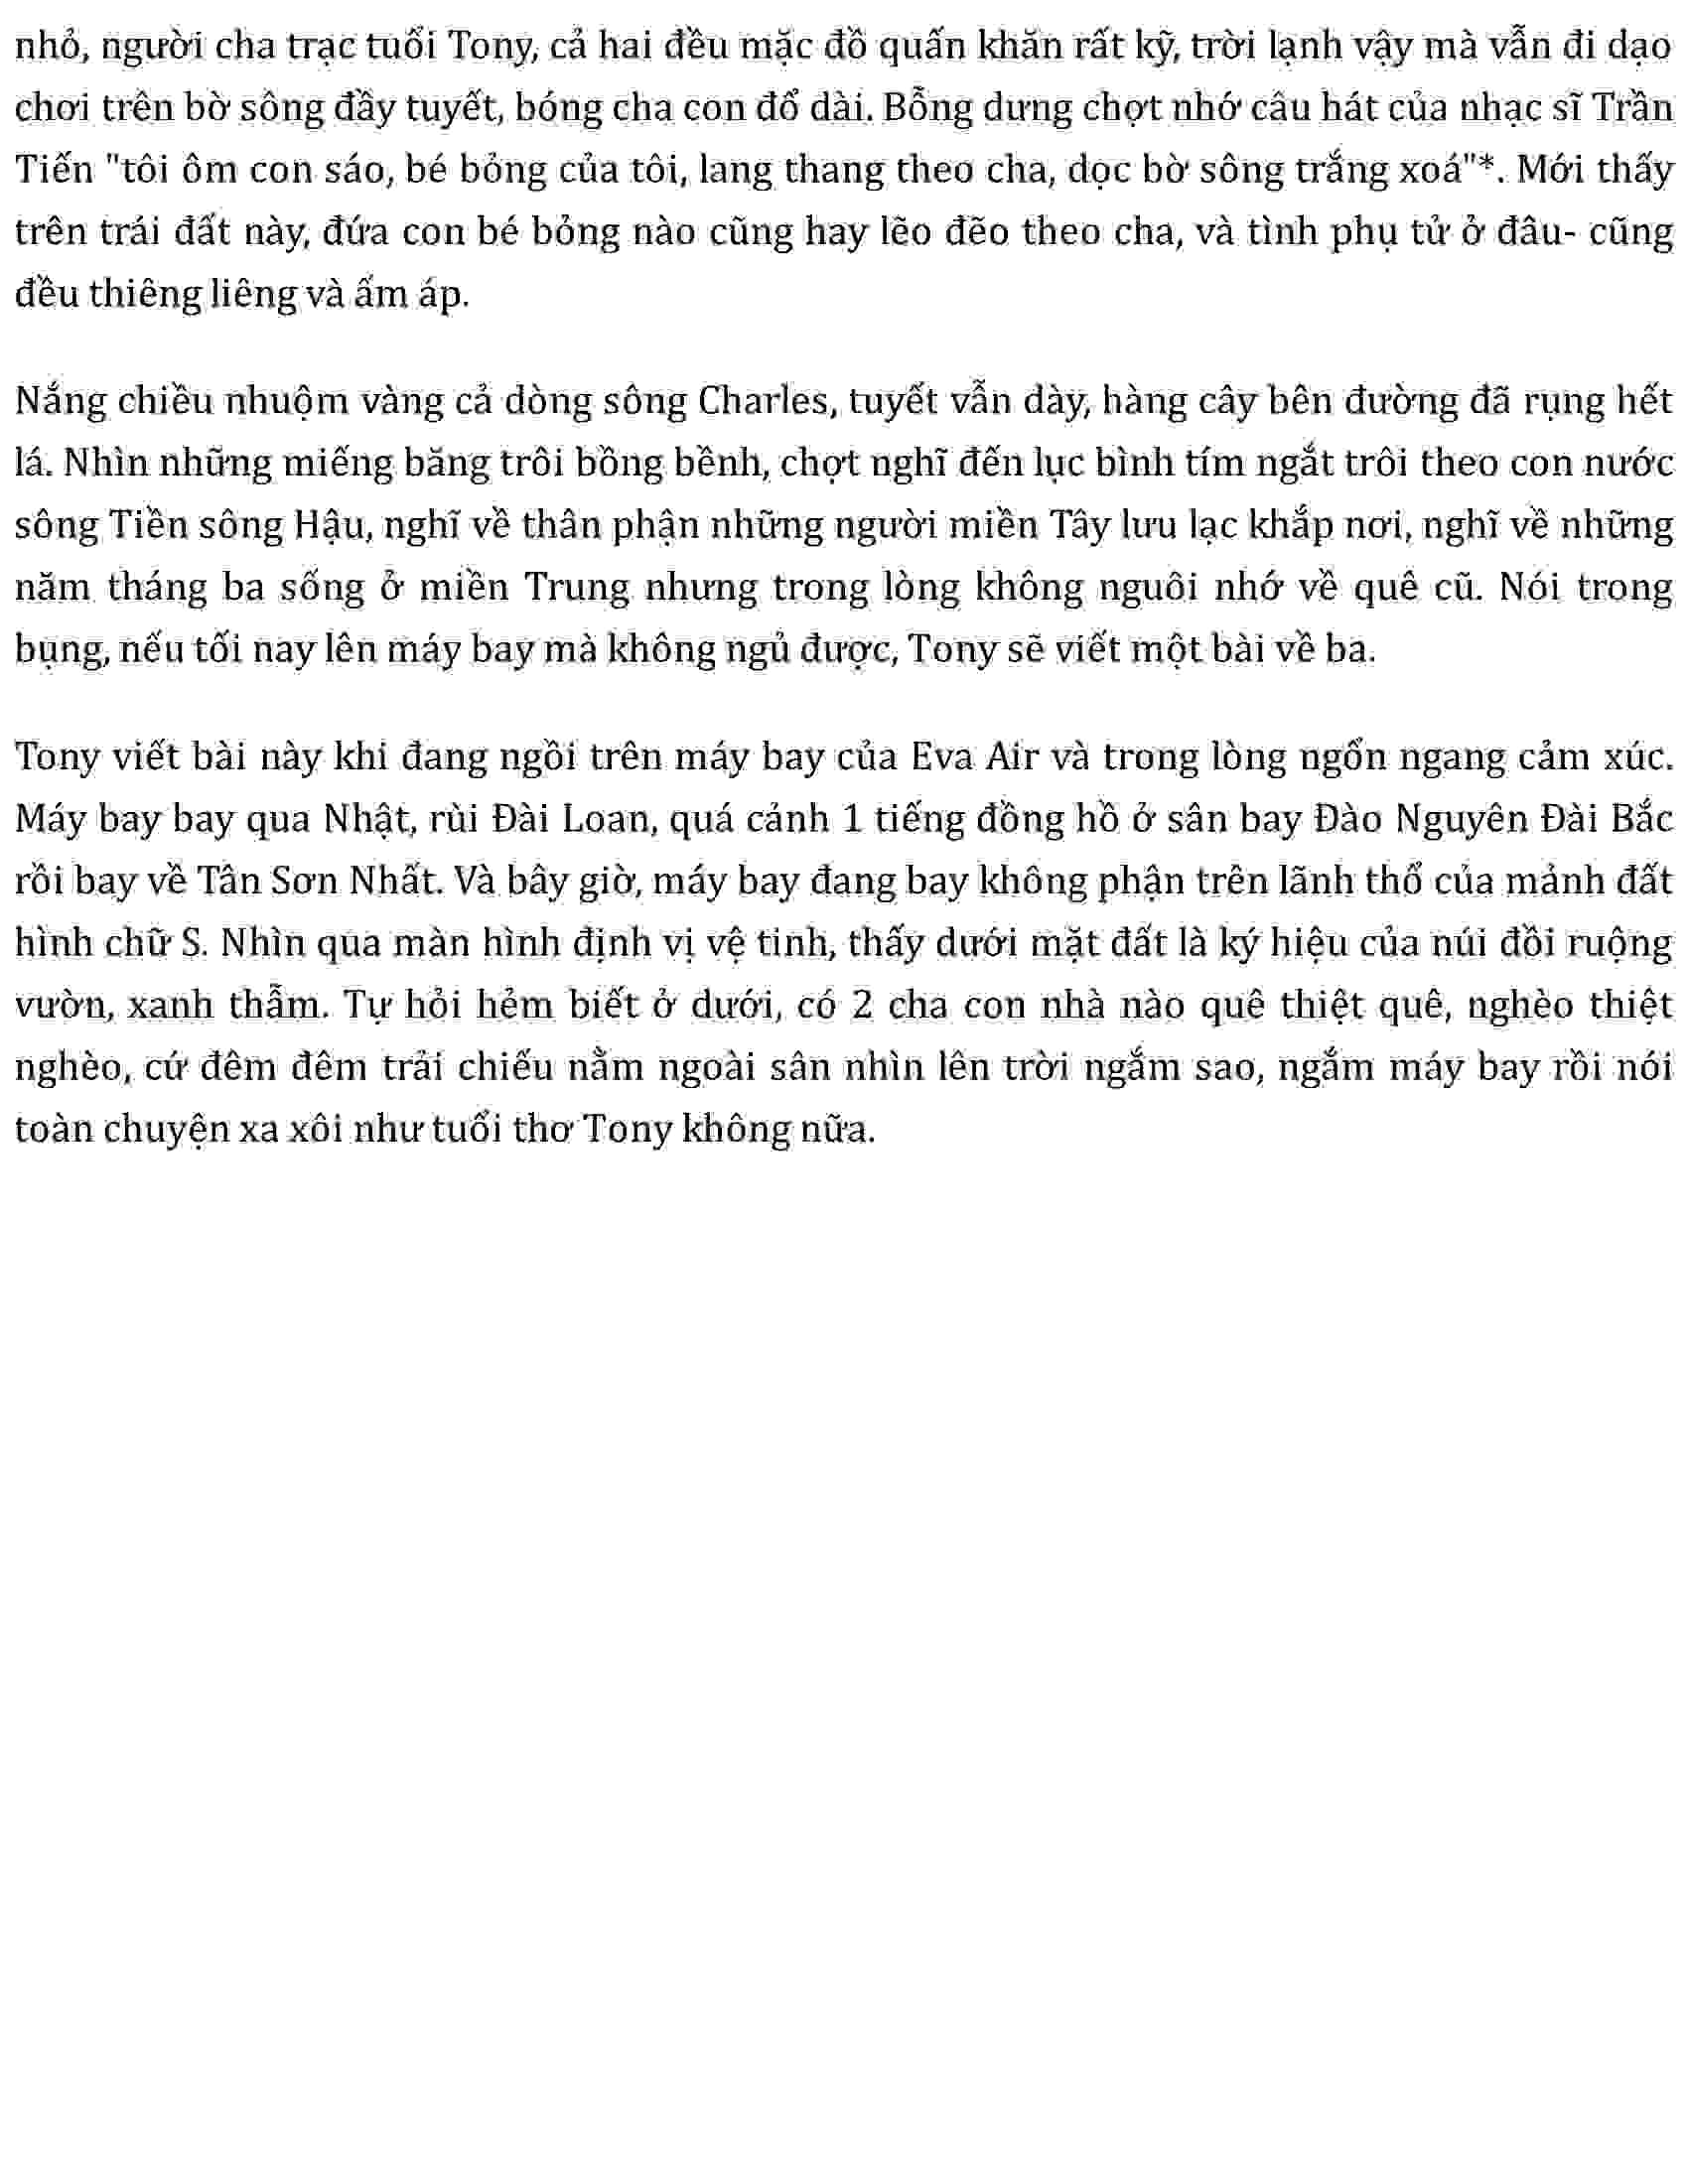 nhỏ, người cha trạc tuổi Tony, cả hai đều mặc đồ quấn khăn rất kỹ, trời lạnh vậy mà vẫn đi dạo
chơi trên bờ sông đầy tuyết, bóng cha con đổ dài. Bỗng dưng chợt nhớ câu hát của nhạc sĩ Trần
Tiến "tôi ôm con sáo, bé bỏng của tôi, lang thang theo cha, dọc bờ sông trắng xoá"*. Mới thấy
trên trái đất này, đứa con bé bỏng nào cũng hay lẽo đẽo theo cha, và tình phụ tử ở đâu- cũng
đều thiêng liêng và ấm áp.
Nắng chiều nhuộm vàng cả dòng sông Charles, tuyết vẫn dày, hàng cây bên đường đã rụng hết
lá. Nhìn những miếng băng trôi bồng bềnh, chợt nghĩ đến lục bình tím ngắt trôi theo con nước
sông Tiền sông Hậu, nghĩ về thân phận những người miền Tây lưu lạc khắp nơi, nghĩ về những
năm tháng ba sống ở miền Trung nhưng trong lòng không nguôi nhớ về quê cũ. Nói trong
bụng, nếu tối nay lên máy bay mà không ngủ được, Tony sẽ viết một bài về ba.
Tony viết bài này khi đang ngồi trên máy bay của Eva Air và trong lòng ngổn ngang cảm xúc.
Máy bay bay qua Nhật, rùi Đài Loan, quá cảnh 1 tiếng đồng hồ ở sân bay Đào Nguyên Đài Bắc
rồi bay về Tân Sơn Nhất. Và bây giờ, máy bay đang bay không phận trên lãnh thổ của mảnh đất
hình chữ S. Nhìn qua màn hình định vị vệ tinh, thấy dưới mặt đất là ký hiệu của núi đồi ruộng
vườn, xanh thẫm. Tự hỏi hẻm biết ở dưới, có 2 cha con nhà nào quê thiệt quê, nghèo thiệt
nghèo, cứ đêm đêm trải chiếu nằm ngoài sân nhìn lên trời ngắm sao, ngắm máy bay rồi nói
toàn chuyện xa xôi như tuổi thơ Tony không nữa.